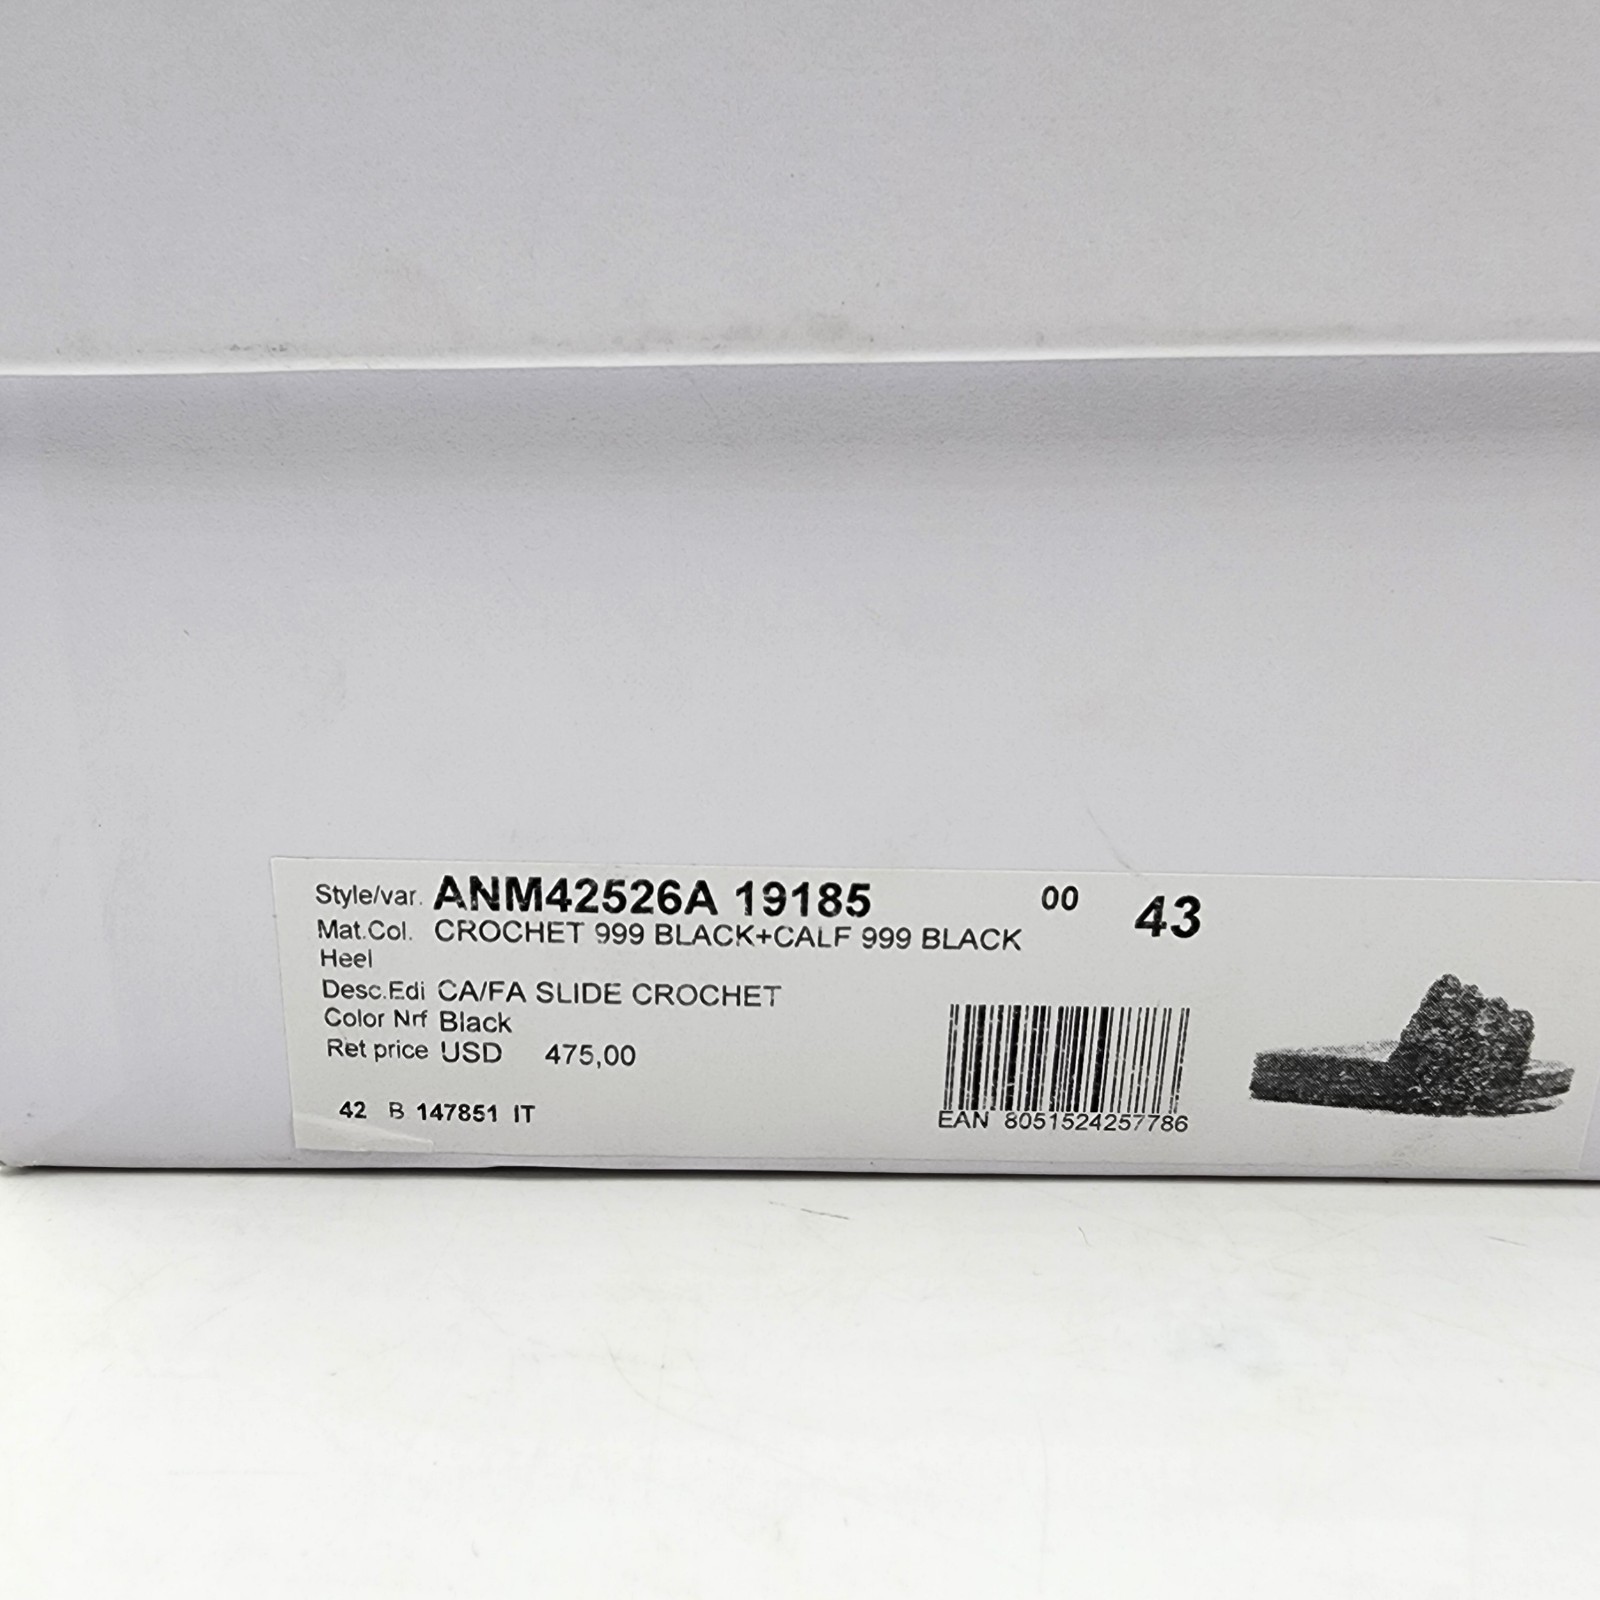 Style/var. ANM42526A 19185 00 43
Mat.Col. CROCHET 999 BLACK+CALF 999 BLACK
Heel
Desc.Edi CA/FA SLIDE CROCHET
Color Nrf Black
Ret price USD 475,00
42 B 147851 IT
EAN 8051524257786